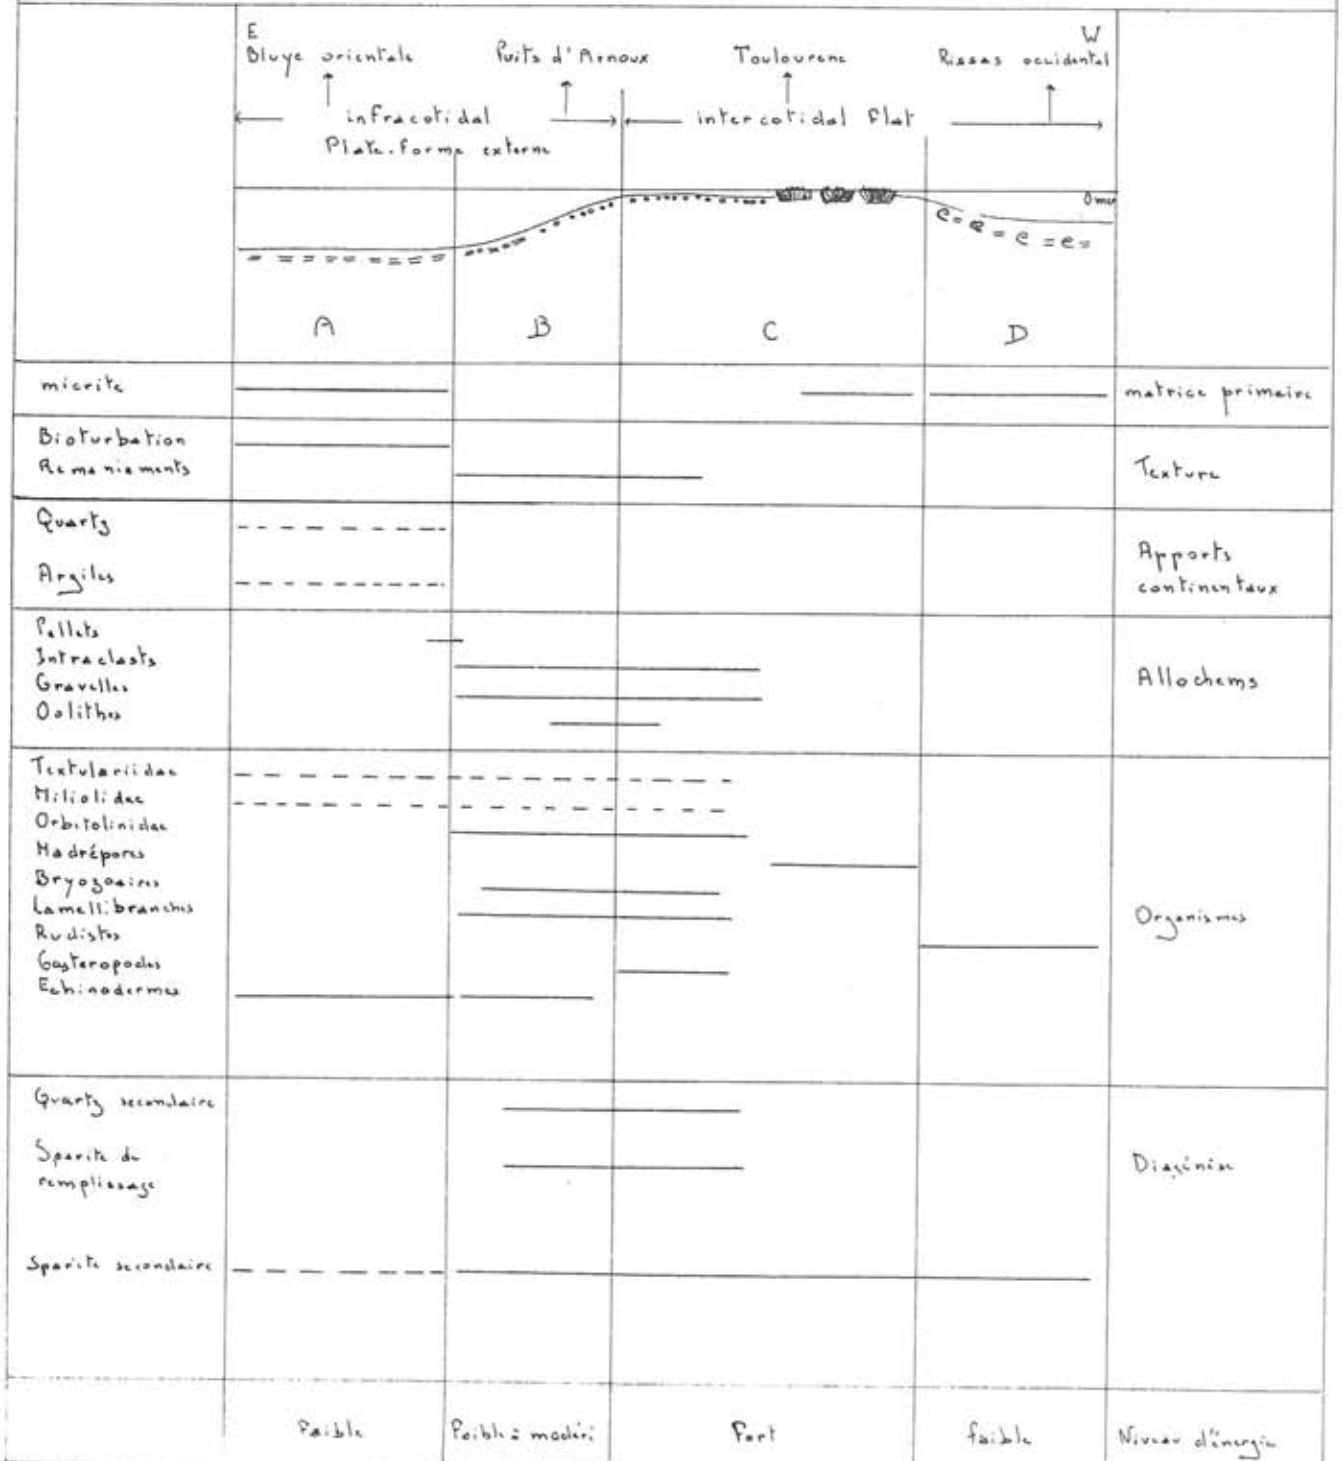 E
W
Bluye orientale
Puits d'Arnoux
Toulourenc
Rissas occidental
infracotidal
intercotidal flat
Plate-forme externe
A
B
C
D
micrite
matrice primaire
Bioturbation
Remaniements
Texture
Quartz
Argiles
Apports
continentaux
Pellets
Intraclasts
Gravelles
Oolithes
Allochems
Textulariidae
Miliolidae
Orbitolinidae
Madrépores
Bryozoaires
Lamellibranches
Rudistes
Gasteropodes
Echinodermes
Organismes
Quartz secondaire
Sparite de
remplissage
Diagénèse
Sparite secondaire
faible
faible à modéré
Fort
faible
Niveau d'énergie